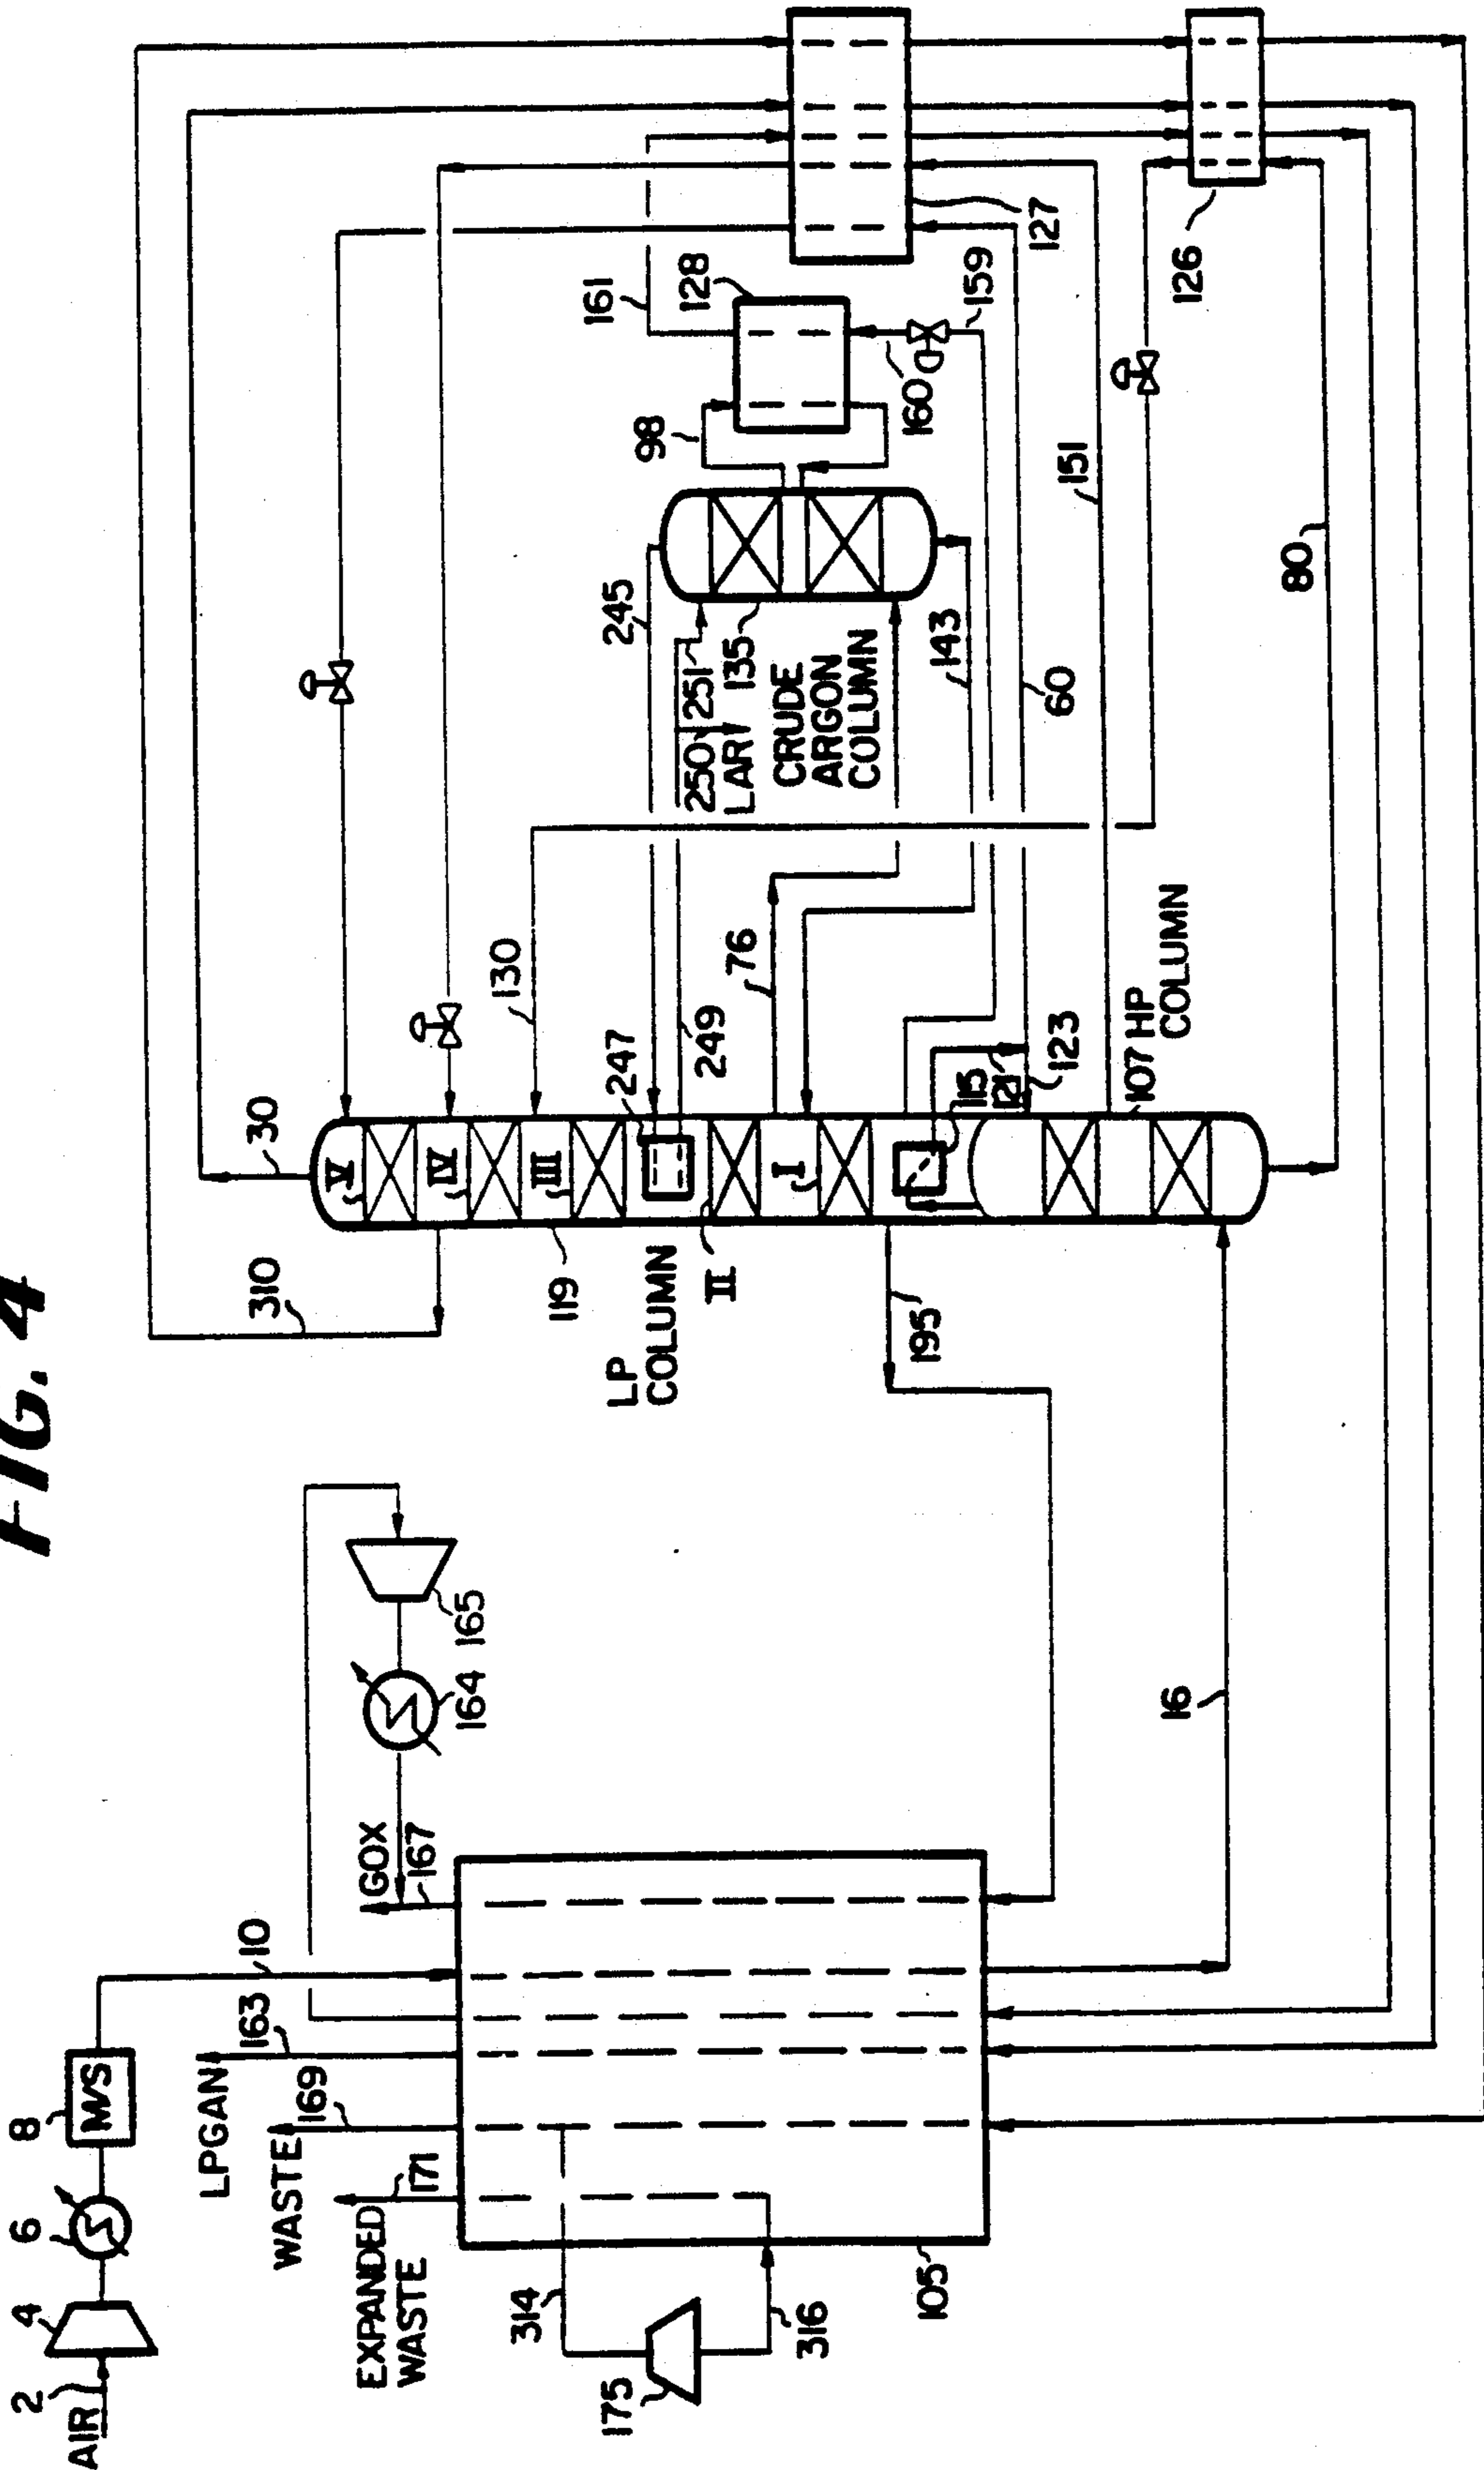 FIG. 4
2
AIR
4
6
8
M/S
10
LPGAN
163
WASTE
169
EXPANDED
WASTE
171
GOX
167
164
165
314
316
175
105
16
195
310
30
V
IV
III
II
I
119
LP
COLUMN
130
247
249
76
115
121
123
107 HP
COLUMN
245
250
251
LAR
135
CRUDE
ARGON
COLUMN
143
60
151
80
98
128
161
160
159
127
126